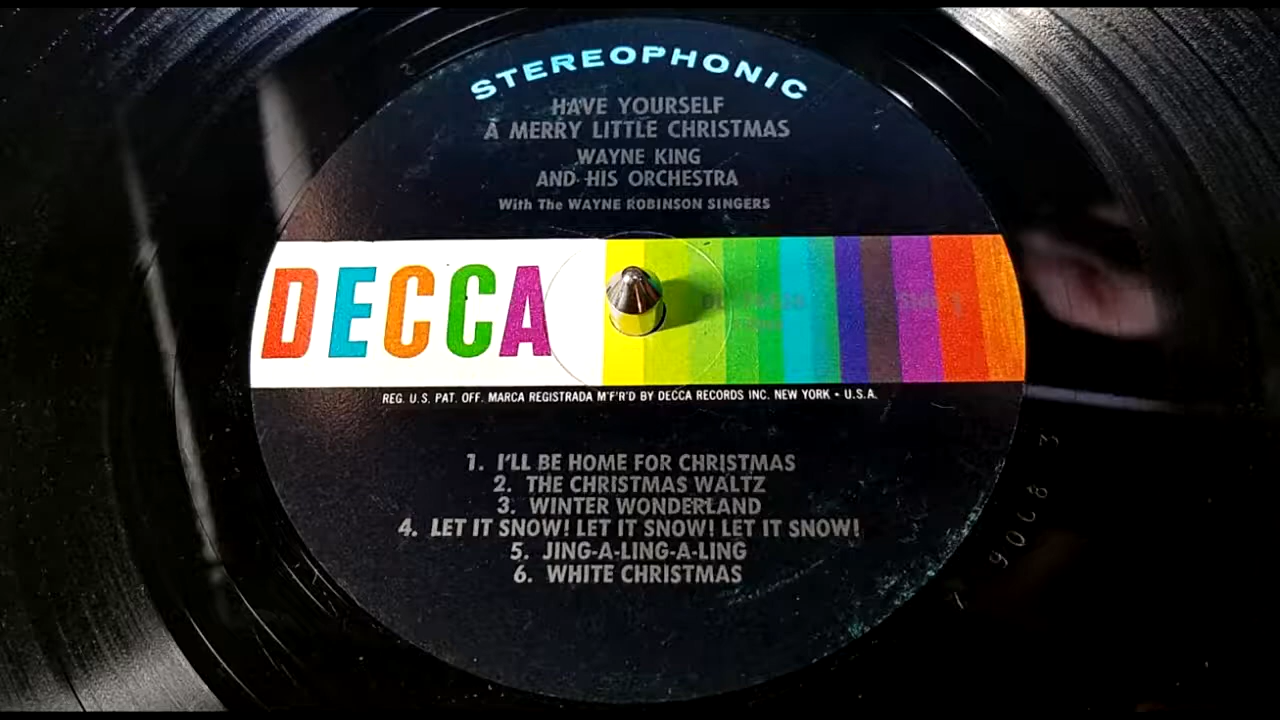 STEREOPHONIC
HAVE YOURSELF
A MERRY LITTLE CHRISTMAS
WAYNE KING
AND HIS ORCHESTRA
With The WAYNE ROBINSON SINGERS
DECCA
REG. U.S. PAT. OFF. MARCA REGISTRADA M'F'R'D BY DECCA RECORDS INC. NEW YORK • U.S.A.
1. I'LL BE HOME FOR CHRISTMAS
2. THE CHRISTMAS WALTZ
3. WINTER WONDERLAND
4. LET IT SNOW! LET IT SNOW! LET IT SNOW!
5. JING-A-LING-A-LING
6. WHITE CHRISTMAS